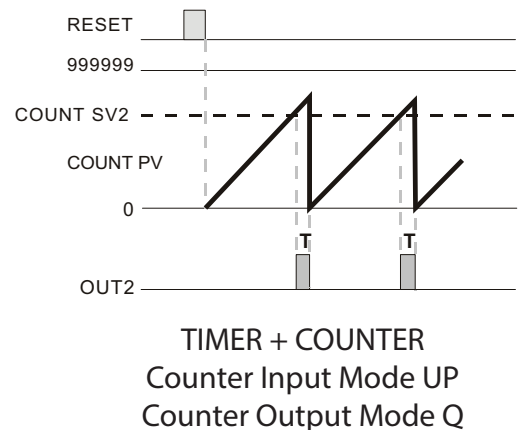 RESET
999999
COUNT SV2
COUNT PV
0
T T
OUT2
TIMER + COUNTER
Counter Input Mode UP
Counter Output Mode Q